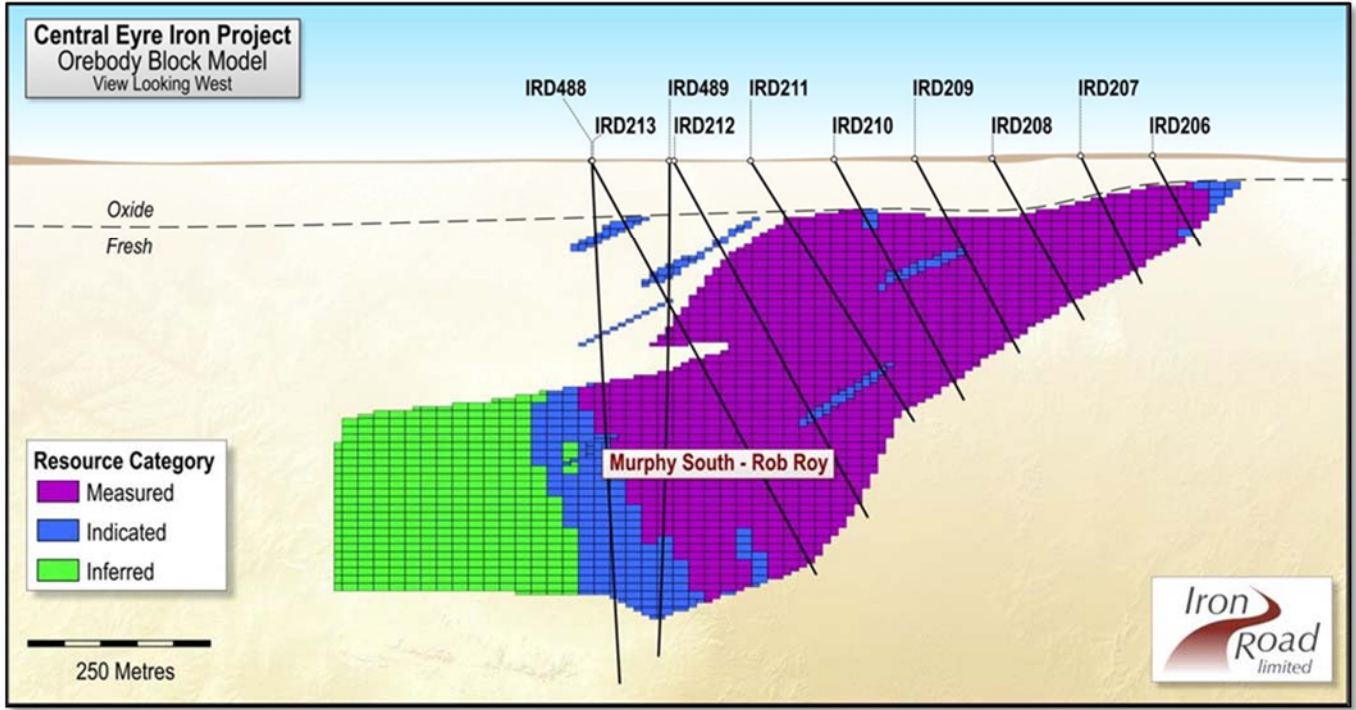 Central Eyre Iron Project
Orebody Block Model
View Looking West
IRD488
IRD489
IRD211
IRD209
IRD207
IRD213
IRD212
IRD210
IRD208
IRD206
Oxide
Fresh
Murphy South - Rob Roy
Resource Category
Measured
Indicated
Inferred
250 Metres
Iron
Road
limited